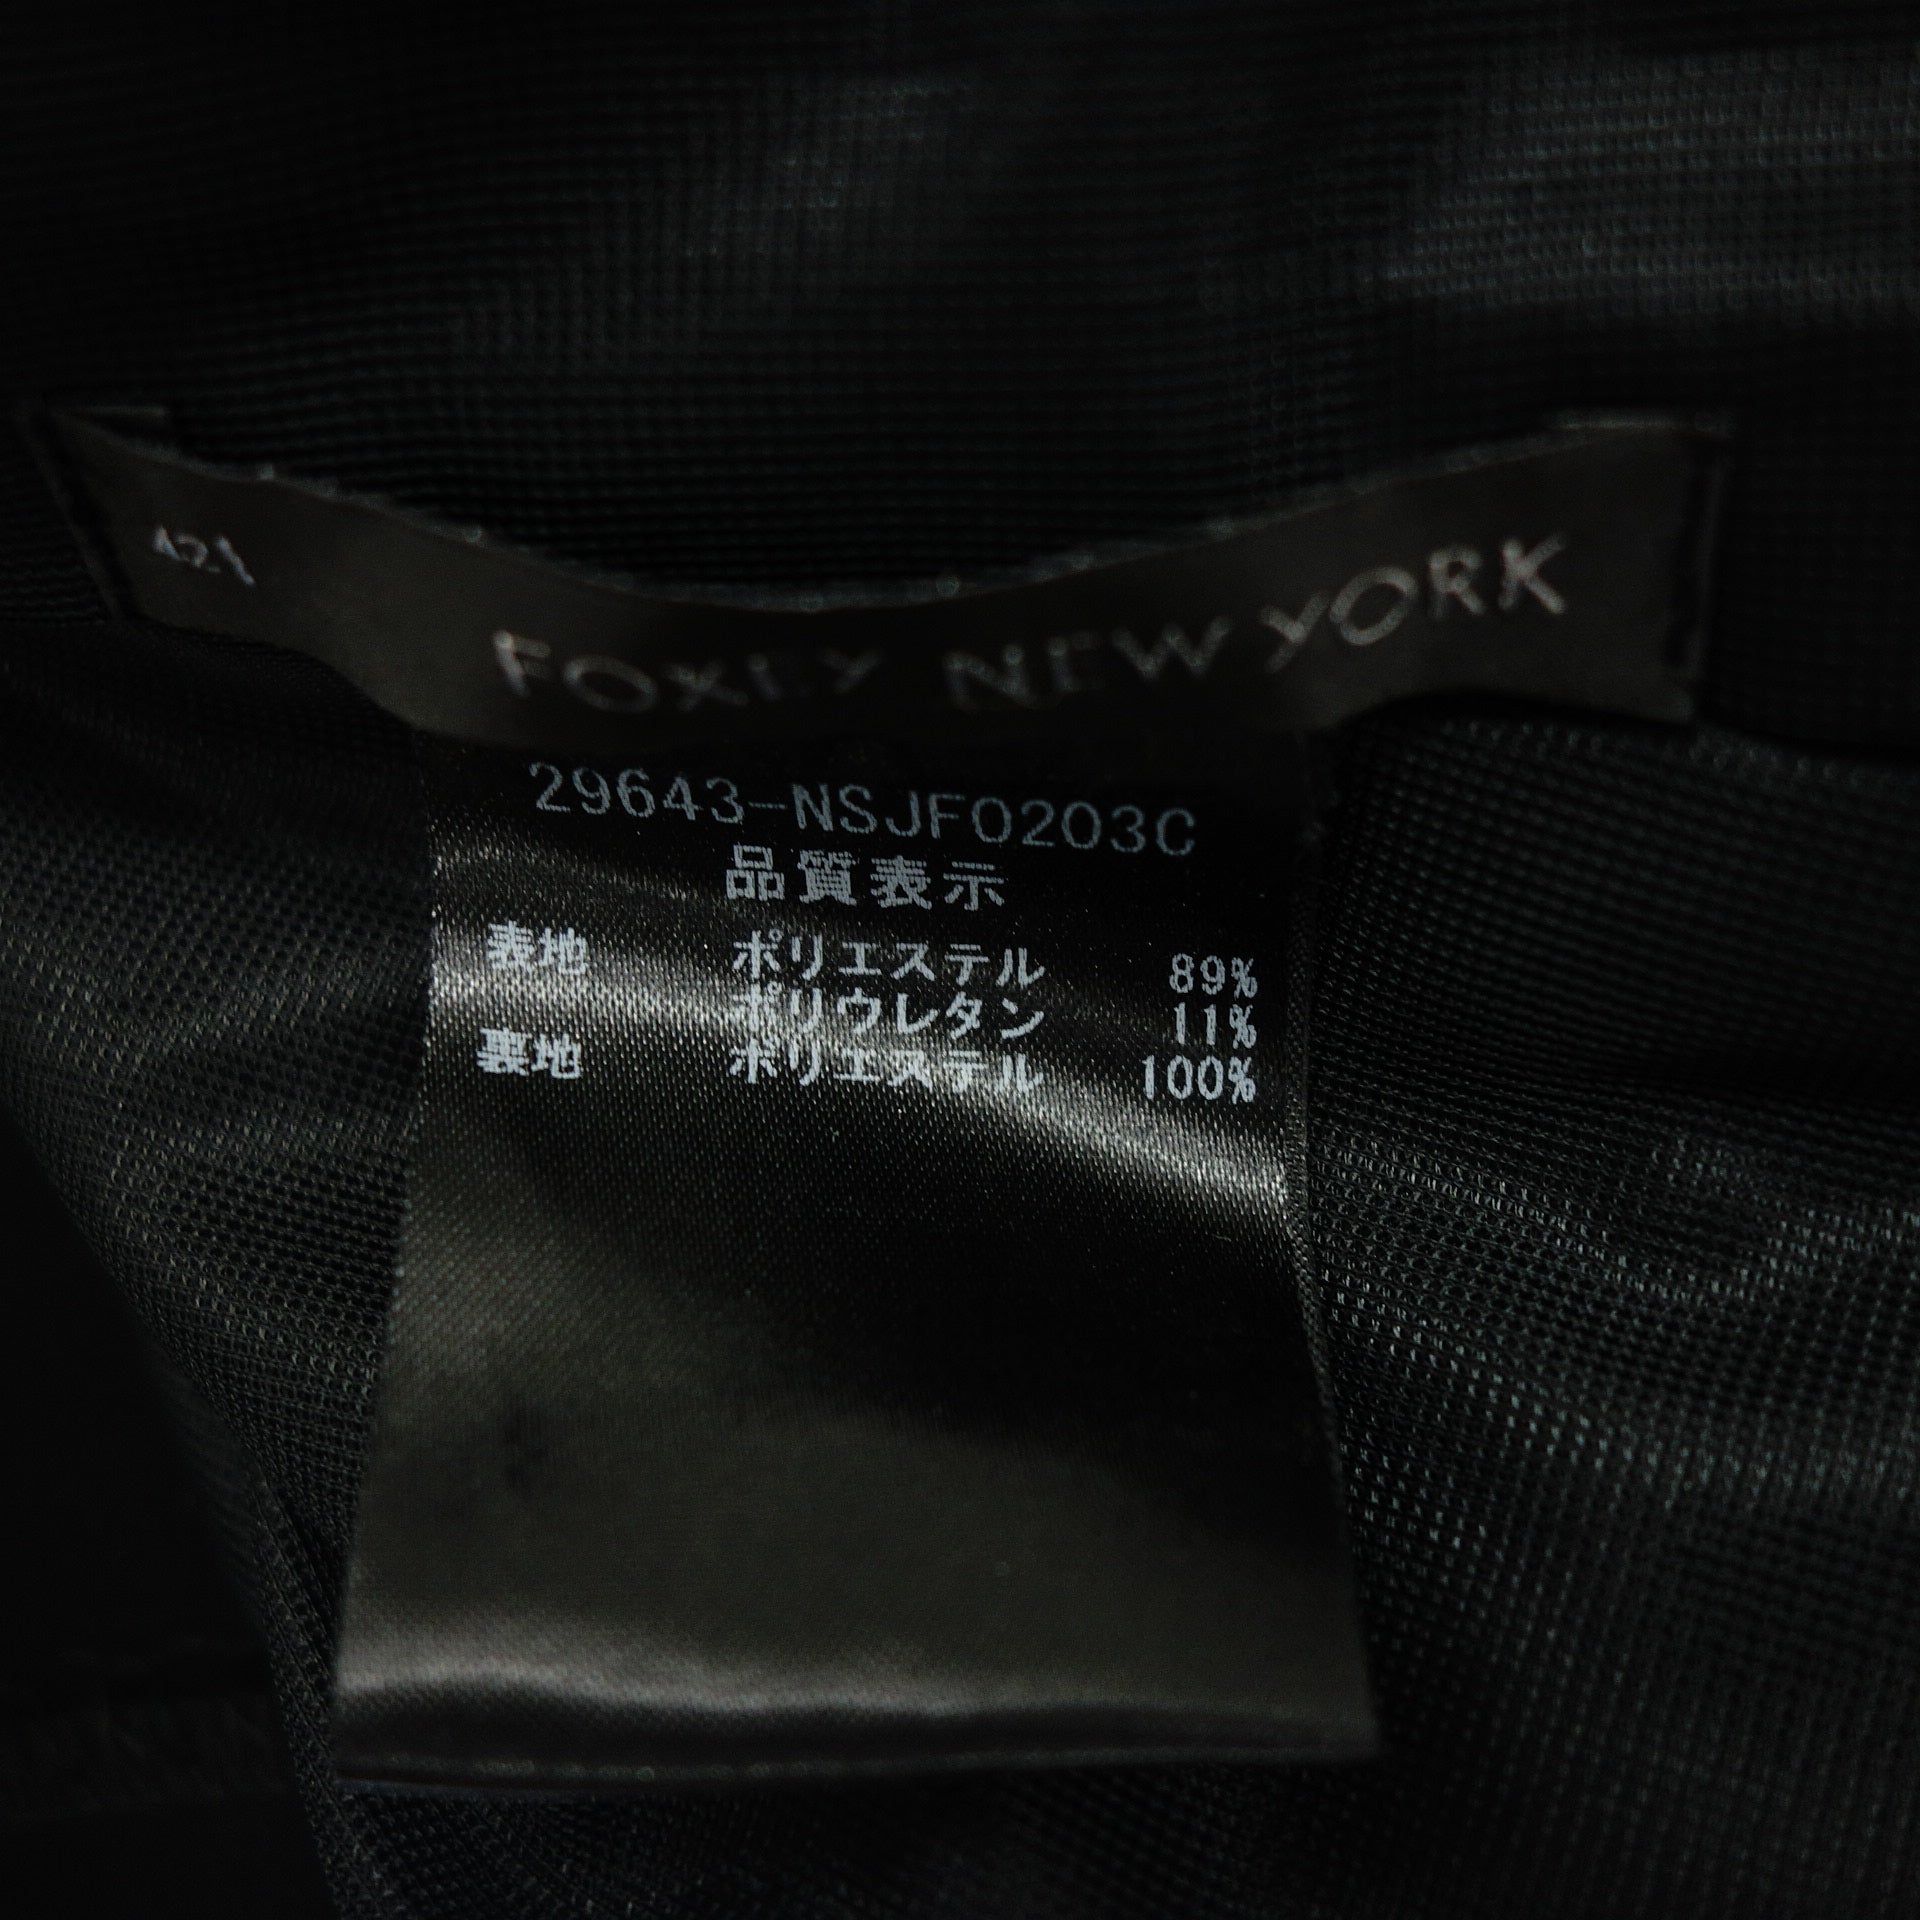 FOXEY NEW YORK
29643-NSJF0203C
品質表示
表地 ポリエステル 89%
ポリウレタン 11%
裏地 ポリエステル 100%